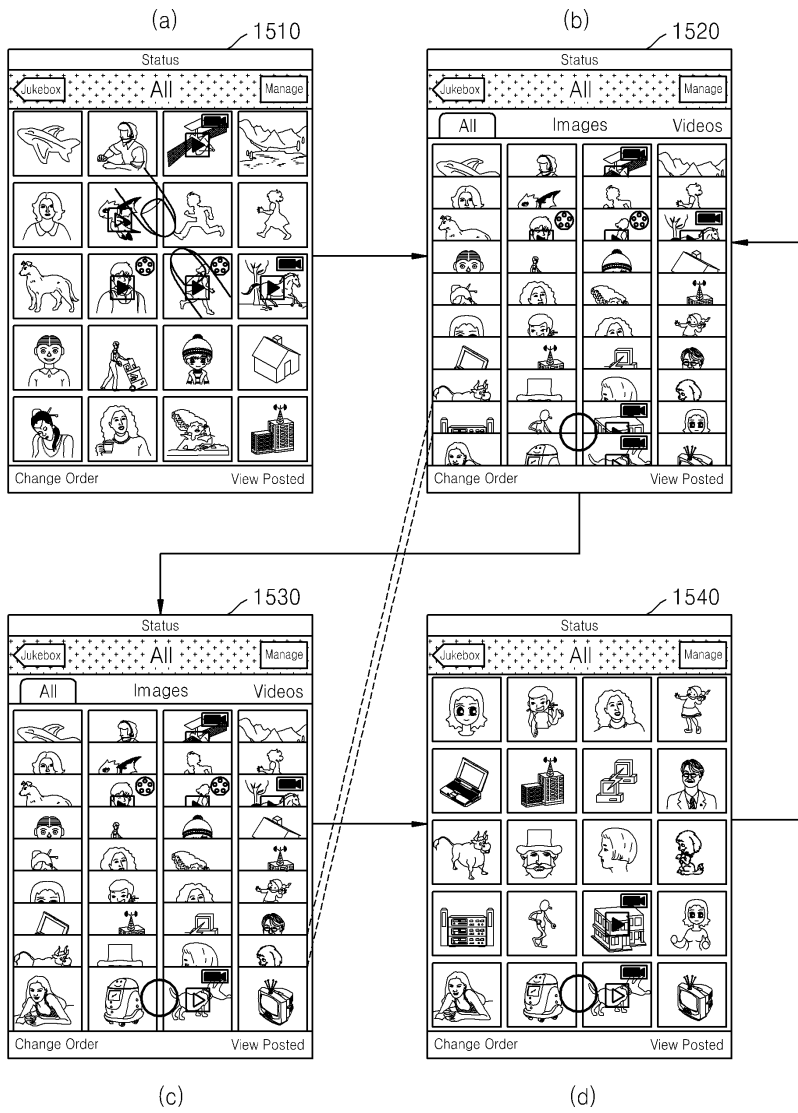 (a)
(b)
1510
1520
Status
Status
Jukebox
All
Manage
Jukebox
All
Manage
All
Images
Videos
Change Order
View Posted
Change Order
View Posted
1530
1540
Status
Status
Jukebox
All
Manage
Jukebox
All
Manage
All
Images
Videos
Change Order
View Posted
Change Order
View Posted
(c)
(d)